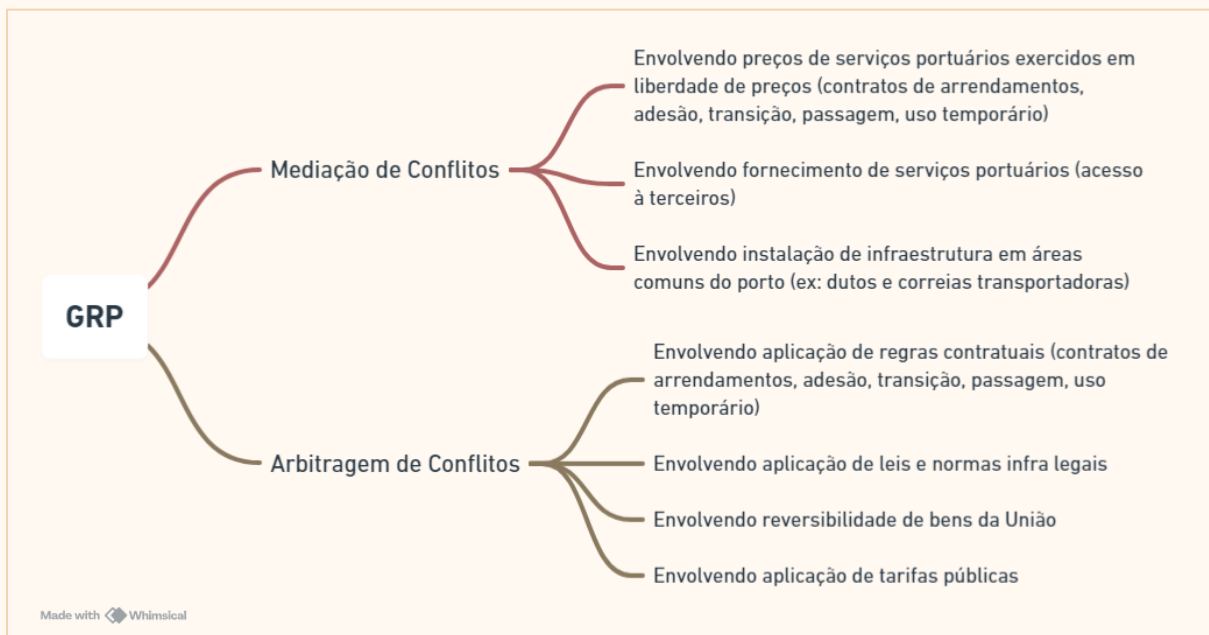 Envolvendo preços de serviços portuários exercidos em
liberdade de preços (contratos de arrendamentos,
adesão, transição, passagem, uso temporário)
Mediação de Conflitos
Envolvendo fornecimento de serviços portuários (acesso
à terceiros)
Envolvendo instalação de infraestrutura em áreas
comuns do porto (ex: dutos e correias transportadoras)
GRP
Envolvendo aplicação de regras contratuais (contratos de
arrendamentos, adesão, transição, passagem, uso
temporário)
Arbitragem de Conflitos
Envolvendo aplicação de leis e normas infra legais
Envolvendo reversibilidade de bens da União
Envolvendo aplicação de tarifas públicas
Made with Whimsical